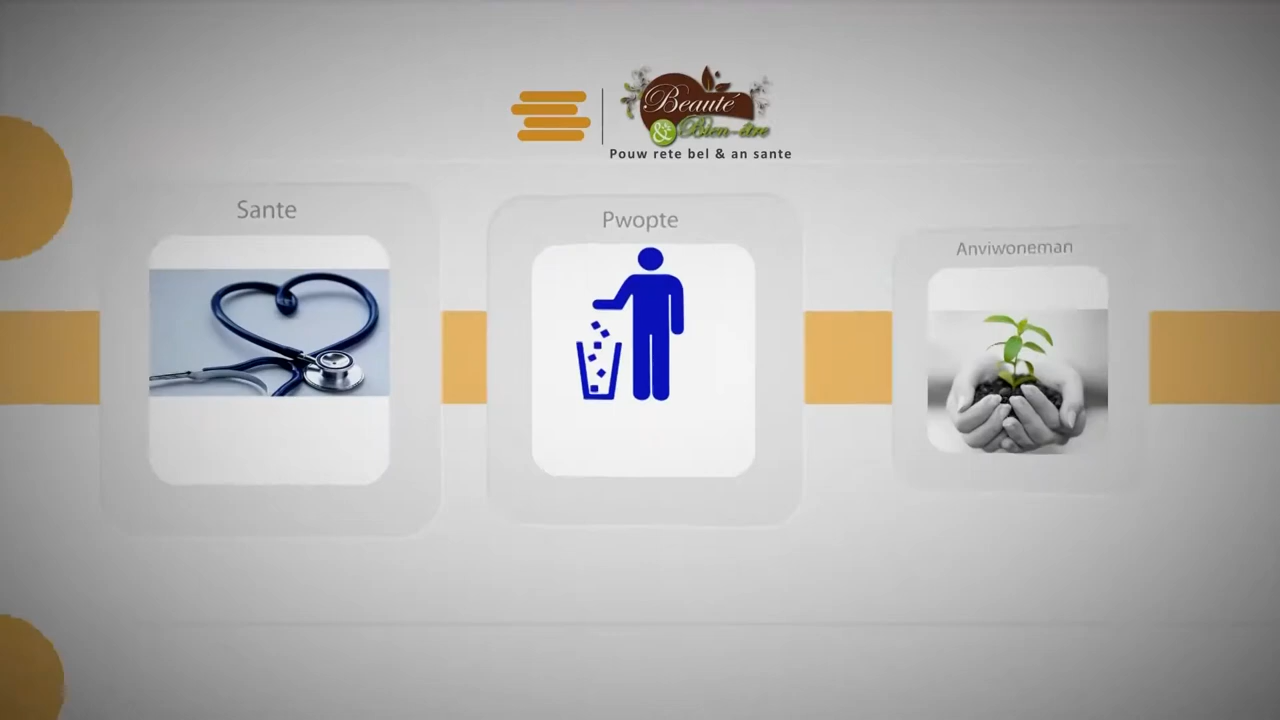 Beauté
& Bien-être
Pouw rete bel & an sante
Sante
Pwopte
Anviwoneman